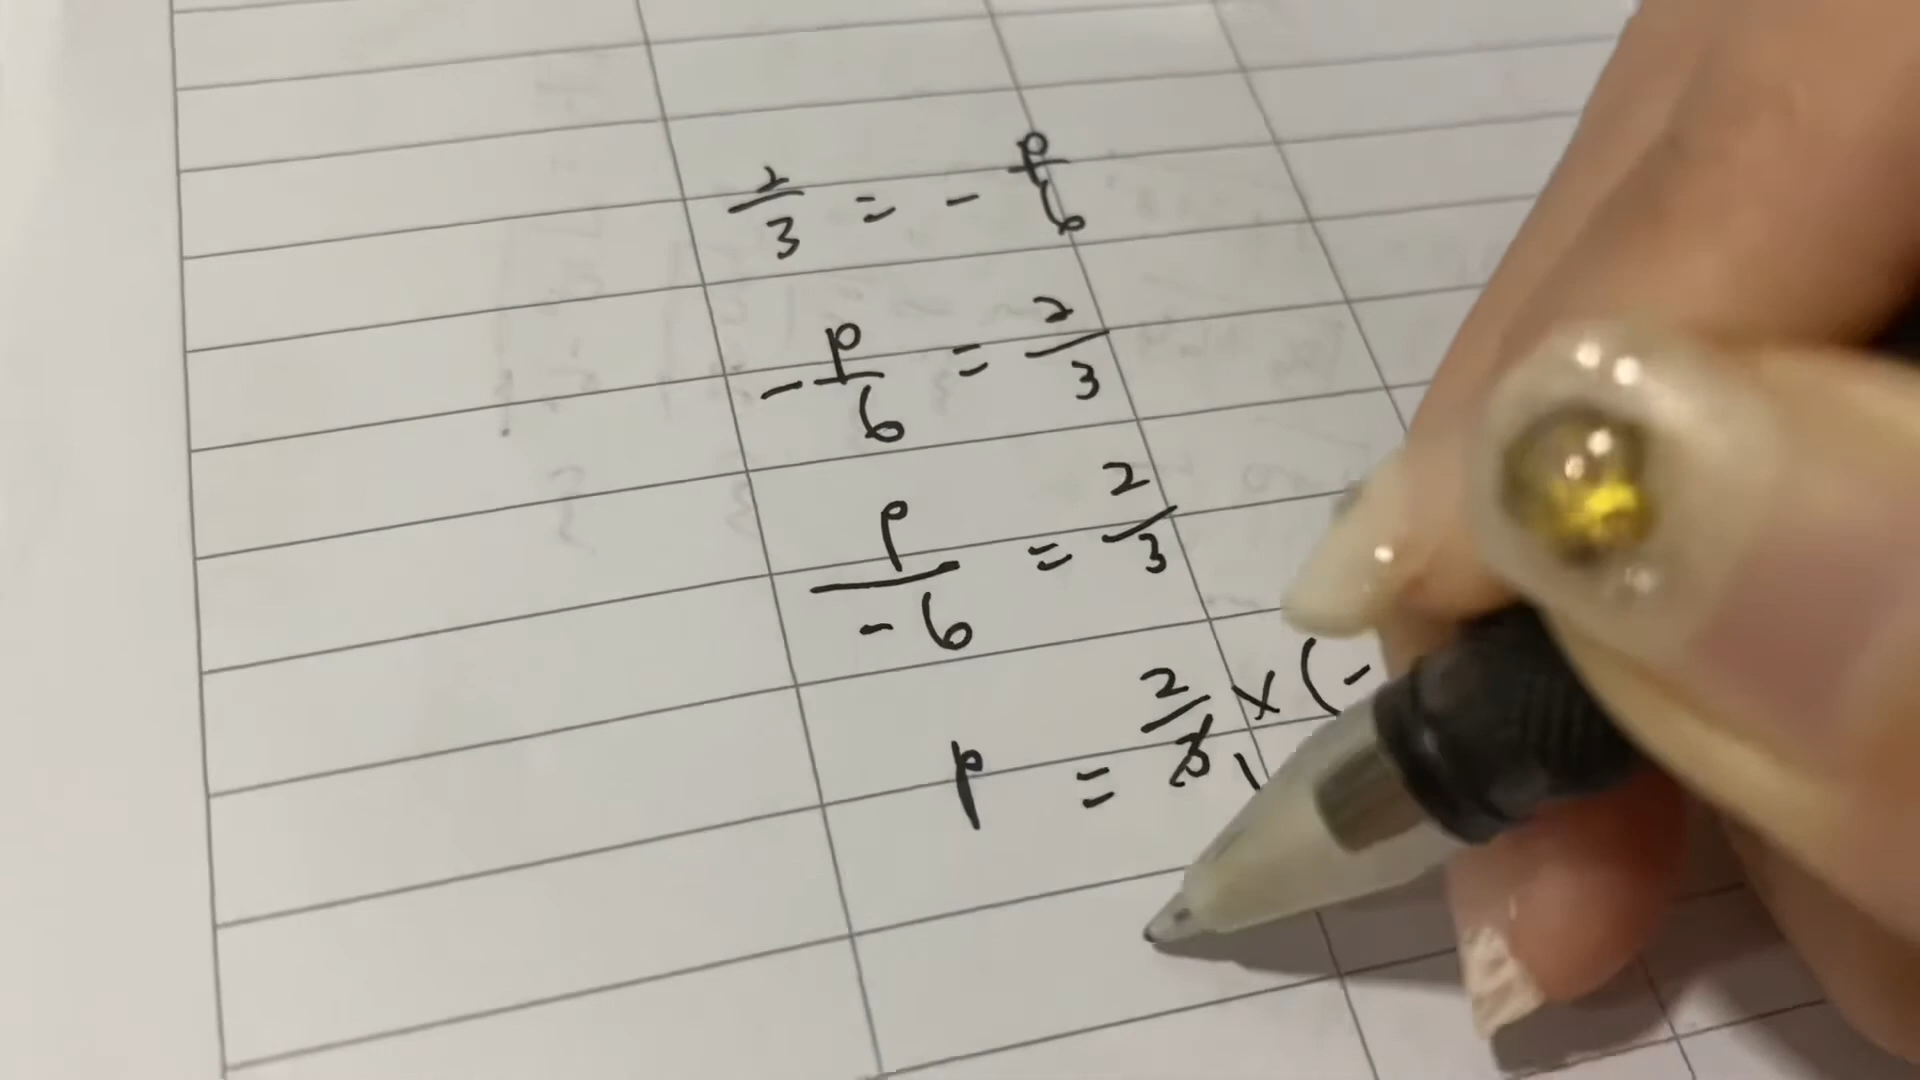 2/3 = - p/6
- p/6 = 2/3
p/-6 = 2/3
p = 2/3 × (-